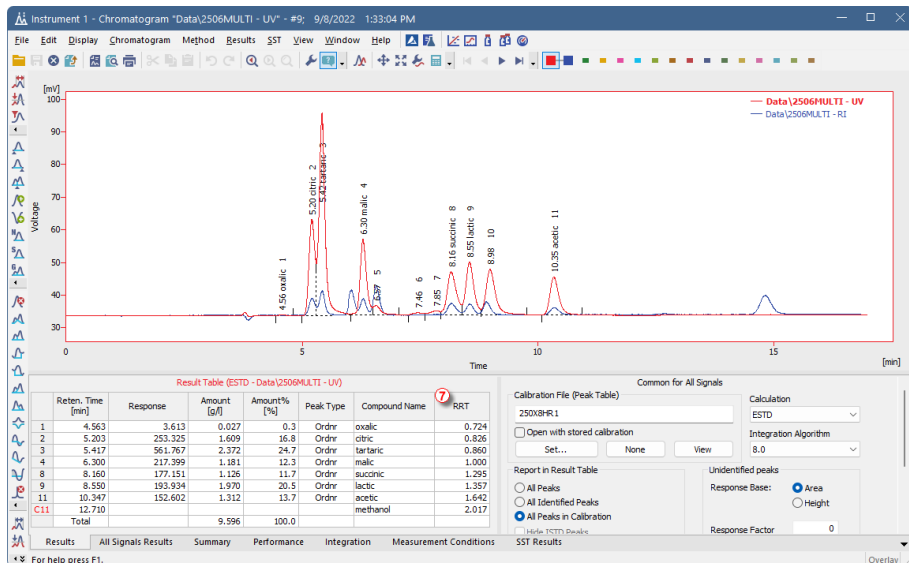 Instrument 1 - Chromatogram "Data\2506MULTI - UV" - #9; 9/8/2022 1:33:04 PM
File Edit Display Chromatogram Method Results SST View Window Help
[mV]
Data\2506MULTI - UV
Data\2506MULTI - RI
100
90
80
70
60
50
40
30
Voltage
4.56 oxalic 1
5.20 citric 2
5.42 tartaric 3
6.30 malic 4
6.57 5
7.46 6
7.85 7
8.16 succinic 8
8.55 lactic 9
8.98 10
10.35 acetic 11
0 5 10 15
Time [min]
Result Table (ESTD - Data\2506MULTI - UV)
7
Reten. Time [min] Response Amount [g/l] Amount% [%] Peak Type Compound Name RRT
1 4.563 3.613 0.027 0.3 Ordnr oxalic 0.724
2 5.203 253.325 1.609 16.8 Ordnr citric 0.826
3 5.417 561.767 2.372 24.7 Ordnr tartaric 0.860
4 6.300 217.399 1.181 12.3 Ordnr malic 1.000
8 8.160 177.151 1.126 11.7 Ordnr succinic 1.295
9 8.550 193.934 1.970 20.5 Ordnr lactic 1.357
11 10.347 152.602 1.312 13.7 Ordnr acetic 1.642
C11 12.710 methanol 2.017
Total 9.596 100.0
Common for All Signals
Calibration File (Peak Table)
250X8HR1
Open with stored calibration
Set... None View
Calculation
ESTD
Integration Algorithm
8.0
Report in Result Table
All Peaks
All Identified Peaks
All Peaks in Calibration
Hide ISTD Peaks
Unidentified peaks
Response Base: Area
Height
Response Factor 0
Results All Signals Results Summary Performance Integration Measurement Conditions SST Results
For help press F1.
Overlay